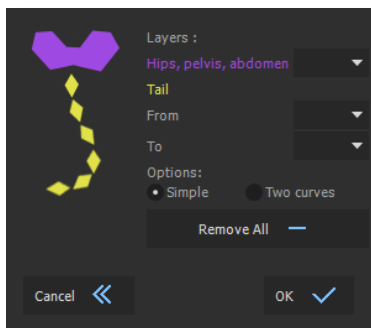 Layers :
Hips, pelvis, abdomen
Tail
From
To
Options:
Simple Two curves
Remove All
Cancel OK